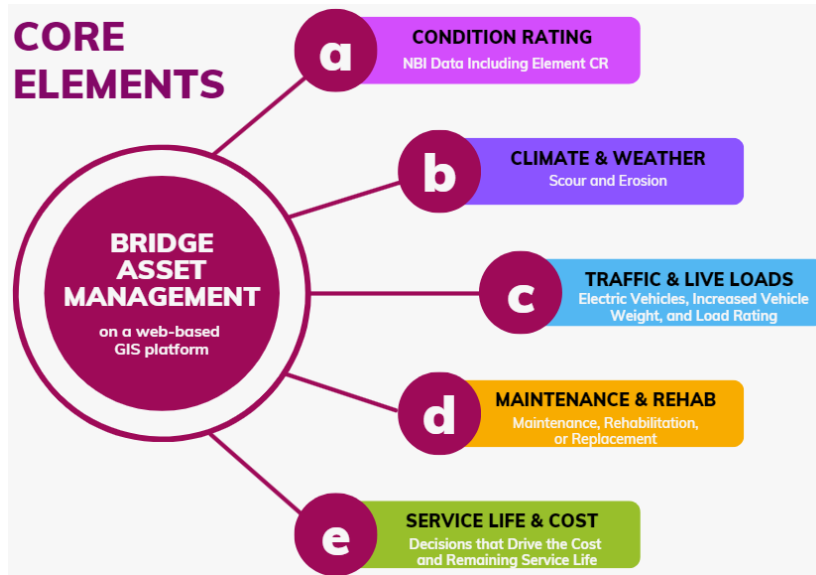 CORE
ELEMENTS
a
CONDITION RATING
NBI Data Including Element CR
b
CLIMATE & WEATHER
Scour and Erosion
BRIDGE
ASSET
MANAGEMENT
on a web-based
GIS platform
c
TRAFFIC & LIVE LOADS
Electric Vehicles, Increased Vehicle
Weight, and Load Rating
d
MAINTENANCE & REHAB
Maintenance, Rehabilitation,
or Replacement
e
SERVICE LIFE & COST
Decisions that Drive the Cost
and Remaining Service Life